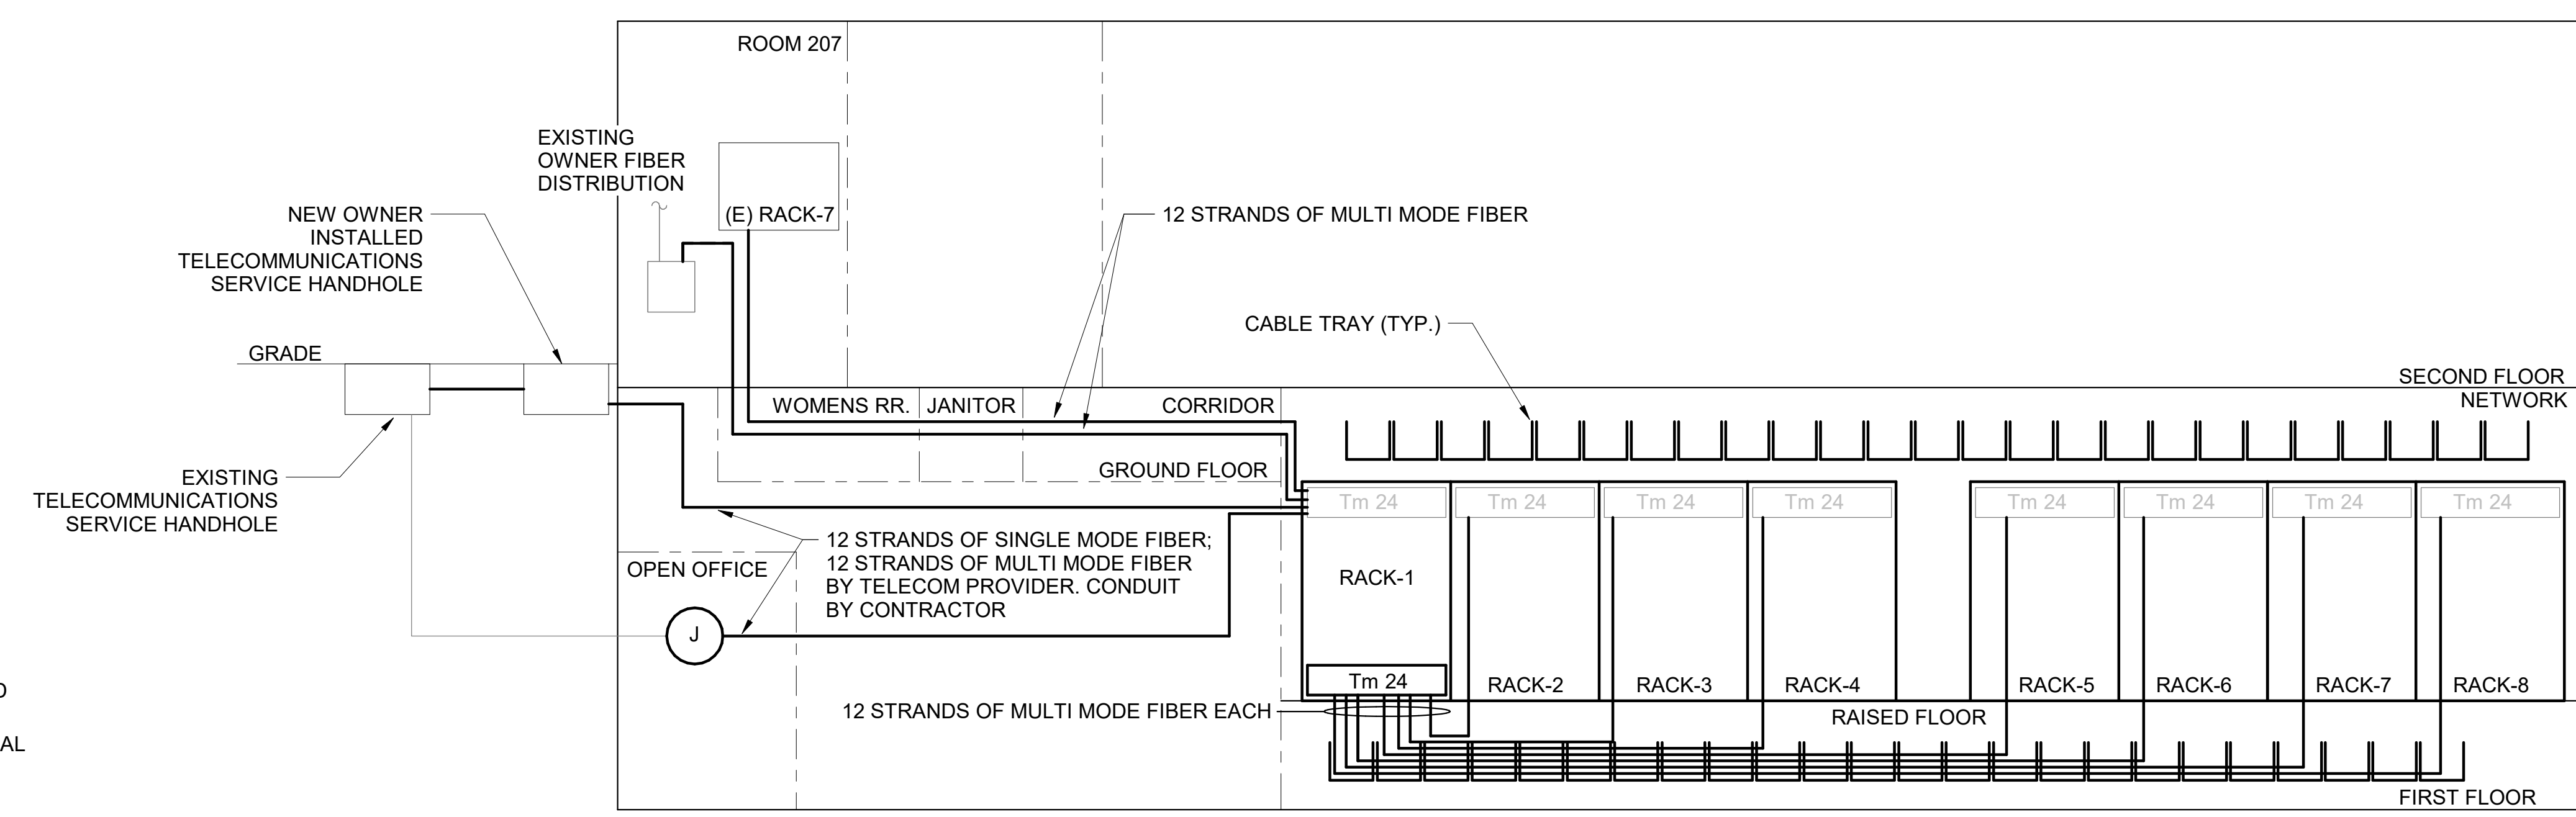 ROOM 207
EXISTING
OWNER FIBER
DISTRIBUTION
(E) RACK-7
NEW OWNER
INSTALLED
TELECOMMUNICATIONS
SERVICE HANDHOLE
12 STRANDS OF MULTI MODE FIBER
CABLE TRAY (TYP.)
GRADE
SECOND FLOOR
NETWORK
WOMENS RR.
JANITOR
CORRIDOR
GROUND FLOOR
EXISTING
TELECOMMUNICATIONS
SERVICE HANDHOLE
Tm 24
Tm 24
Tm 24
Tm 24
Tm 24
Tm 24
Tm 24
Tm 24
12 STRANDS OF SINGLE MODE FIBER;
12 STRANDS OF MULTI MODE FIBER
BY TELECOM PROVIDER. CONDUIT
BY CONTRACTOR
OPEN OFFICE
RACK-1
J
Tm 24
RACK-2
RACK-3
RACK-4
RACK-5
RACK-6
RACK-7
RACK-8
12 STRANDS OF MULTI MODE FIBER EACH
RAISED FLOOR
AL
FIRST FLOOR